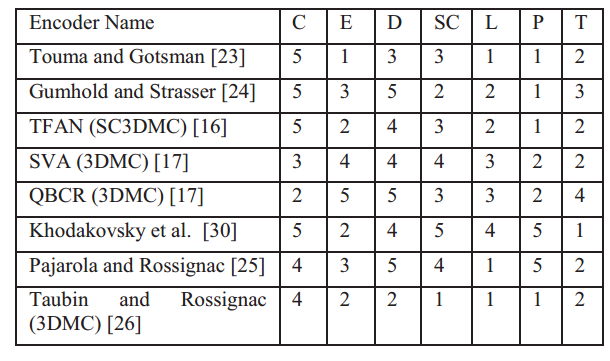 Encoder Name C E D SC L P T
Touma and Gotsman [23] 5 1 3 3 1 1 2
Gumhold and Strasser [24] 5 3 5 2 2 1 3
TFAN (SC3DMC) [16] 5 2 4 3 2 1 2
SVA (3DMC) [17] 3 4 4 4 3 2 2
QBCR (3DMC) [17] 2 5 5 3 3 2 4
Khodakovsky et al. [30] 5 2 4 5 4 5 1
Pajarola and Rossignac [25] 4 3 5 4 1 5 2
Taubin and Rossignac 4 2 2 1 1 1 2
(3DMC) [26]